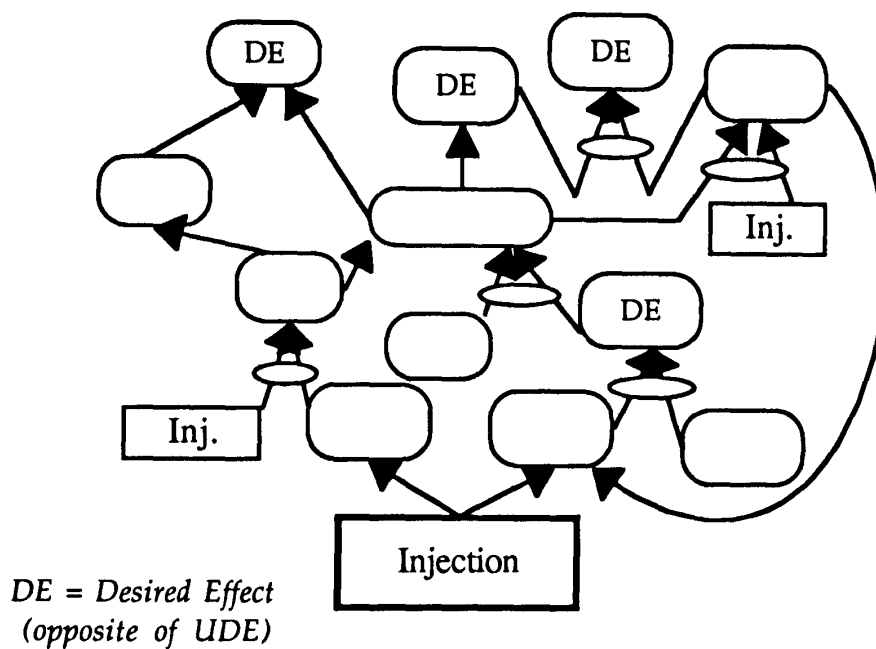 DE
DE
DE
Inj.
DE
Inj.
Injection
DE = Desired Effect
(opposite of UDE)